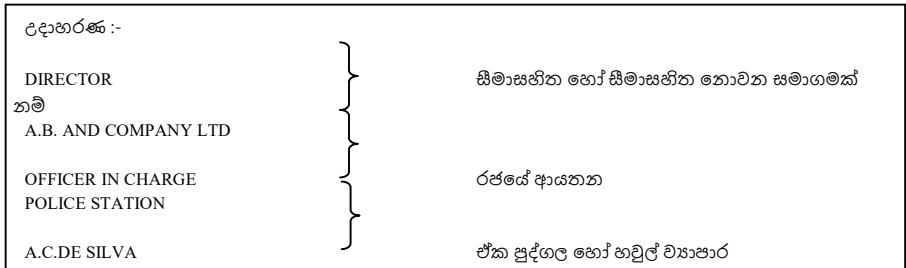 උදාහරණ :-
DIRECTOR සීමාසහිත හෝ සීමාසහිත නොවන සමාගමක්
නම්
A.B. AND COMPANY LTD
OFFICER IN CHARGE රජයේ ආයතන
POLICE STATION
A.C.DE SILVA ඒක පුද්ගල හෝ හවුල් ව්‍යාපාර